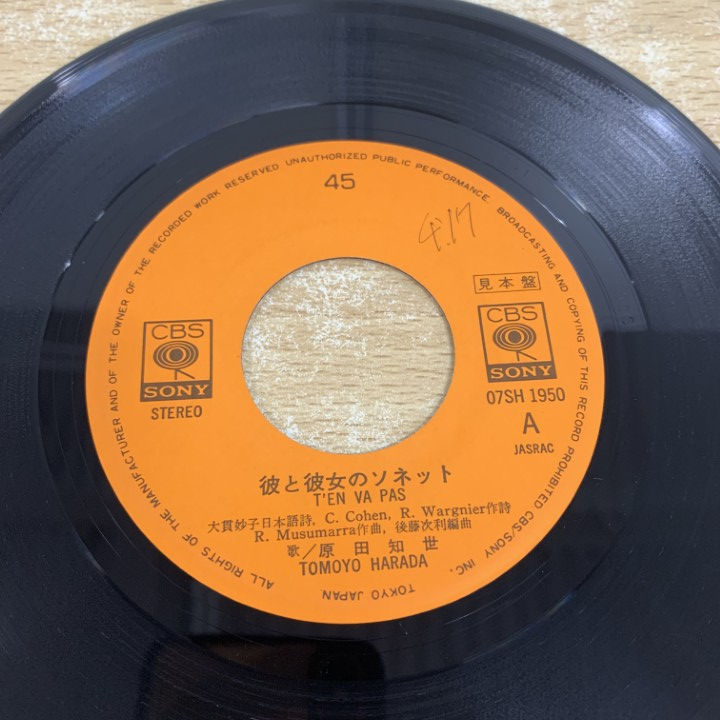 ALL RIGHTS OF THE MANUFACTURER AND OF THE OWNER OF THE RECORDED WORK RESERVED UNAUTHORIZED PUBLIC PERFORMANCE BROADCASTING AND COPYING OF THIS RECORD PROHIBITED CBS/SONY INC. TOKYO JAPAN.
45
4.17
見本盤
CBS
SONY
STEREO
CBS
SONY
07SH 1950
A
JASRAC
彼と彼女のソネット
T'EN VA PAS
大貫妙子日本語詩, C. Cohen, R. Wargnier作詩
R. Musumarra作曲, 後藤次利編曲
歌/原田知世
TOMOYO HARADA